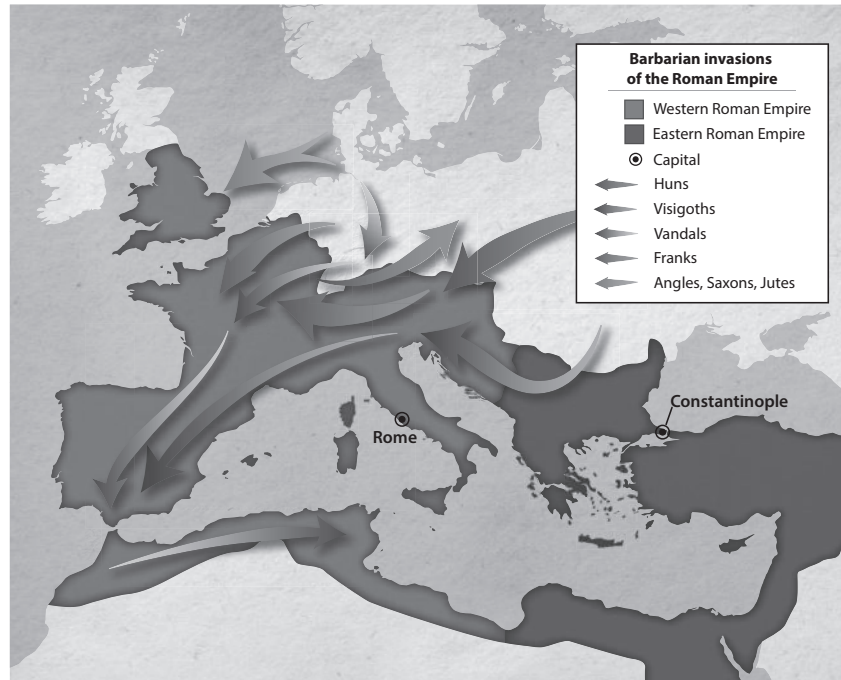 Barbarian invasions
of the Roman Empire
Western Roman Empire
Eastern Roman Empire
Capital
Huns
Visigoths
Vandals
Franks
Angles, Saxons, Jutes
Constantinople
Rome